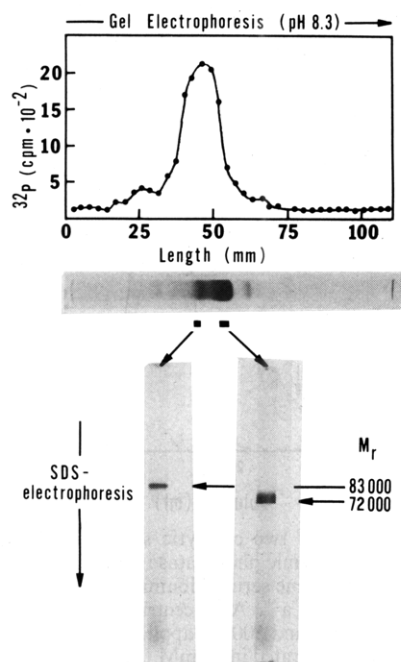 Gel Electrophoresis (pH 8.3)
³²P (cpm · 10⁻²)
20
15
10
5
0 25 50 75 100
Length (mm)
SDS-
electrophoresis
Mr
83 000
72 000